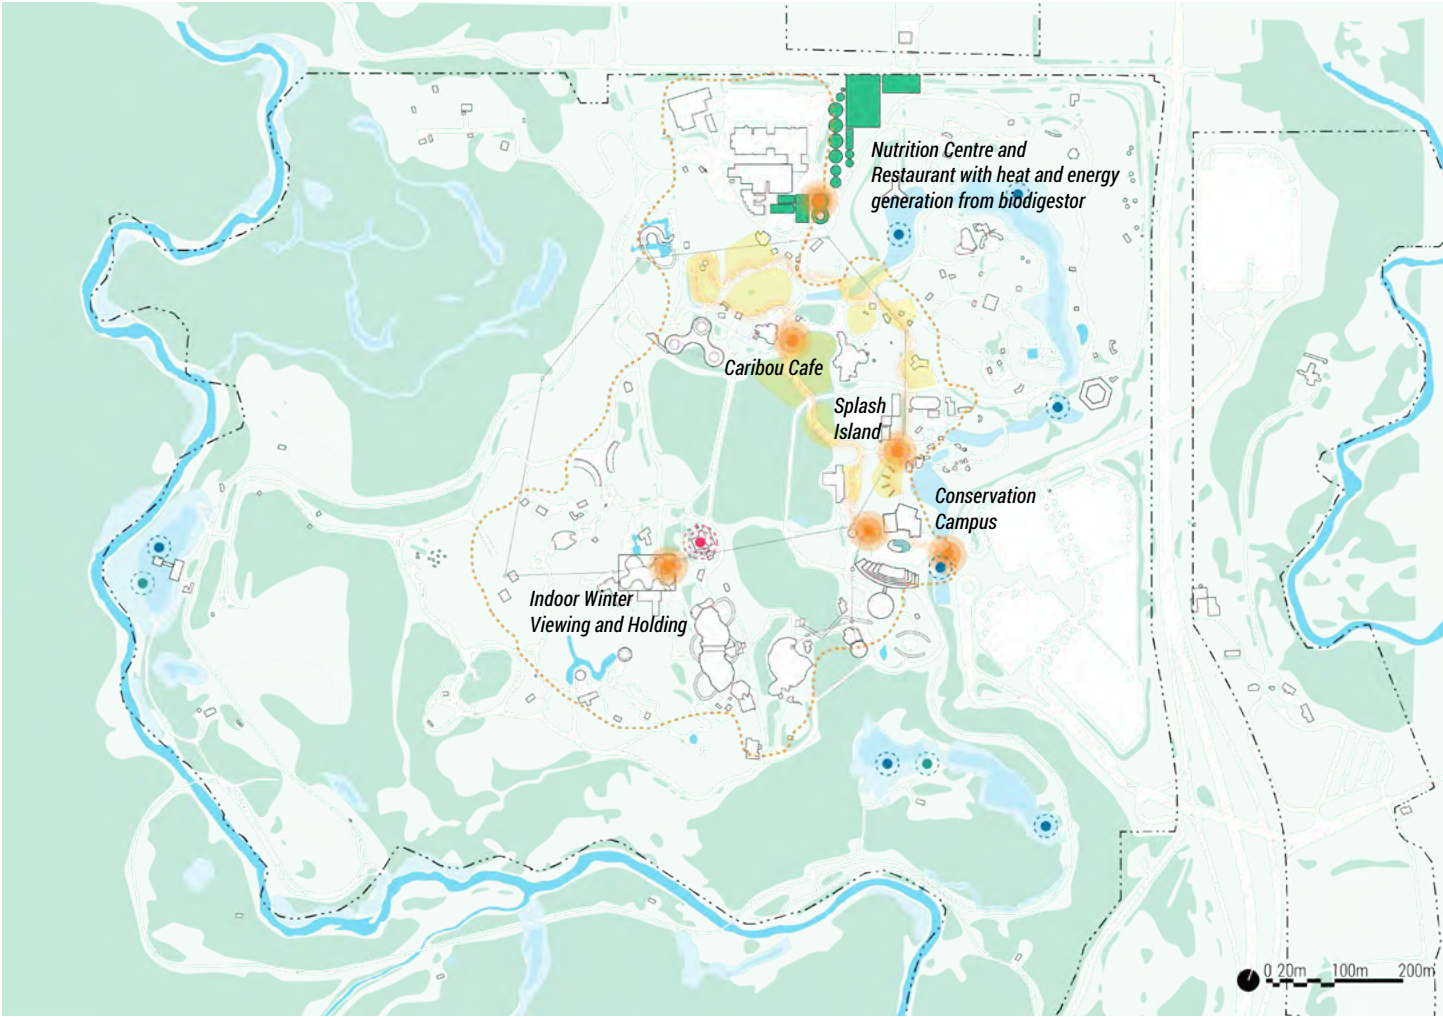 Nutrition Centre and
Restaurant with heat and energy
generation from biodigestor
Caribou Cafe
Splash
Island
Conservation
Campus
Indoor Winter
Viewing and Holding
0 20m 100m 200m